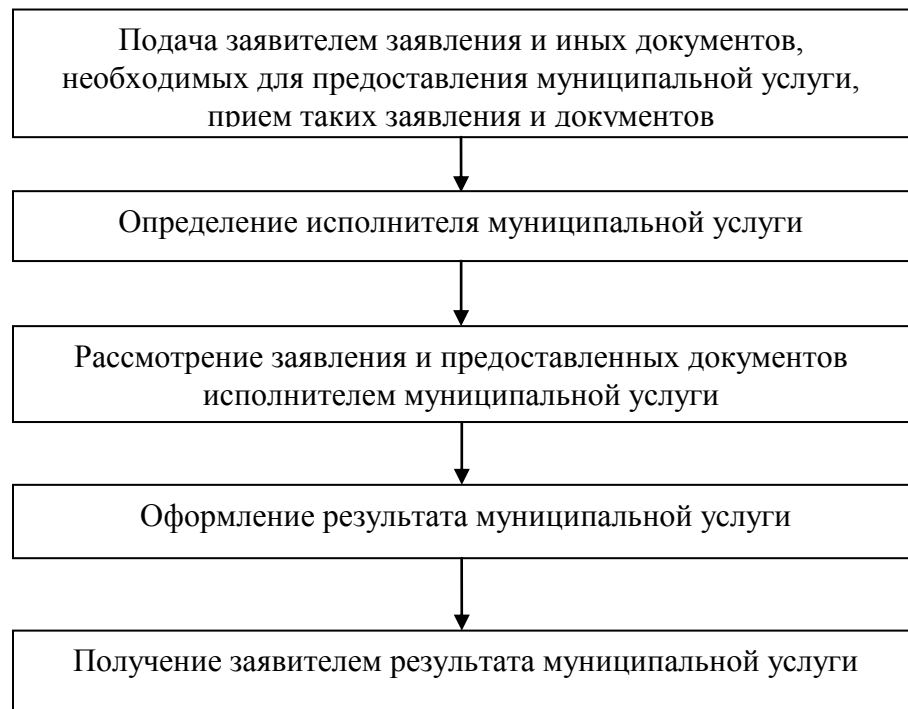 Подача заявителем заявления и иных документов,
необходимых для предоставления муниципальной услуги,
прием таких заявления и документов
Определение исполнителя муниципальной услуги
Рассмотрение заявления и предоставленных документов
исполнителем муниципальной услуги
Оформление результата муниципальной услуги
Получение заявителем результата муниципальной услуги